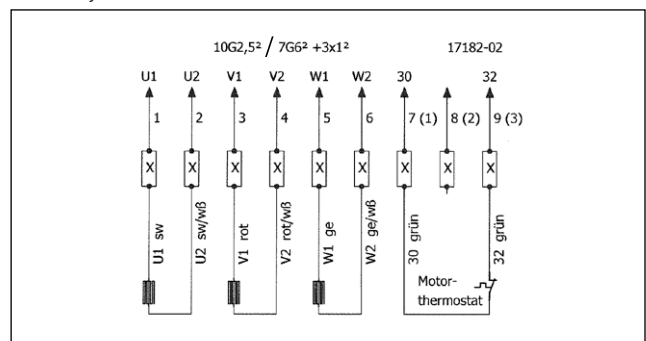 10G2,5² / 7G6² +3x1² 17182-02
U1 U2 V1 V2 W1 W2 30 32
1 2 3 4 5 6 7 (1) 8 (2) 9 (3)
X X X X X X X X X
U1 sw
U2 sw/wß
V1 rot
V2 rot/wß
W1 ge
W2 ge/wß
30 grün
32 grün
Motor-
thermostat